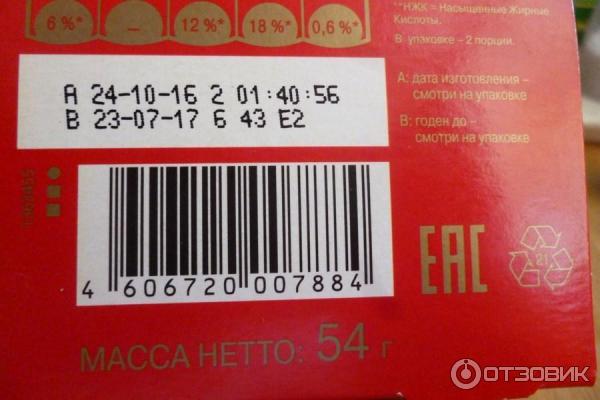 6 %* — 12 %* 18 %* 0,6 %*
**НЖК = Насыщенные Жирные
Кислоты.
В упаковке – 2 порции.
A 24-10-16 2 01:40:56
B 23-07-17 6 43 E2
А: дата изготовления –
смотри на упаковке
В: годен до –
смотри на упаковке
4 606720 007884
EAC
21
МАССА НЕТТО: 54 г
ОТЗОВИК